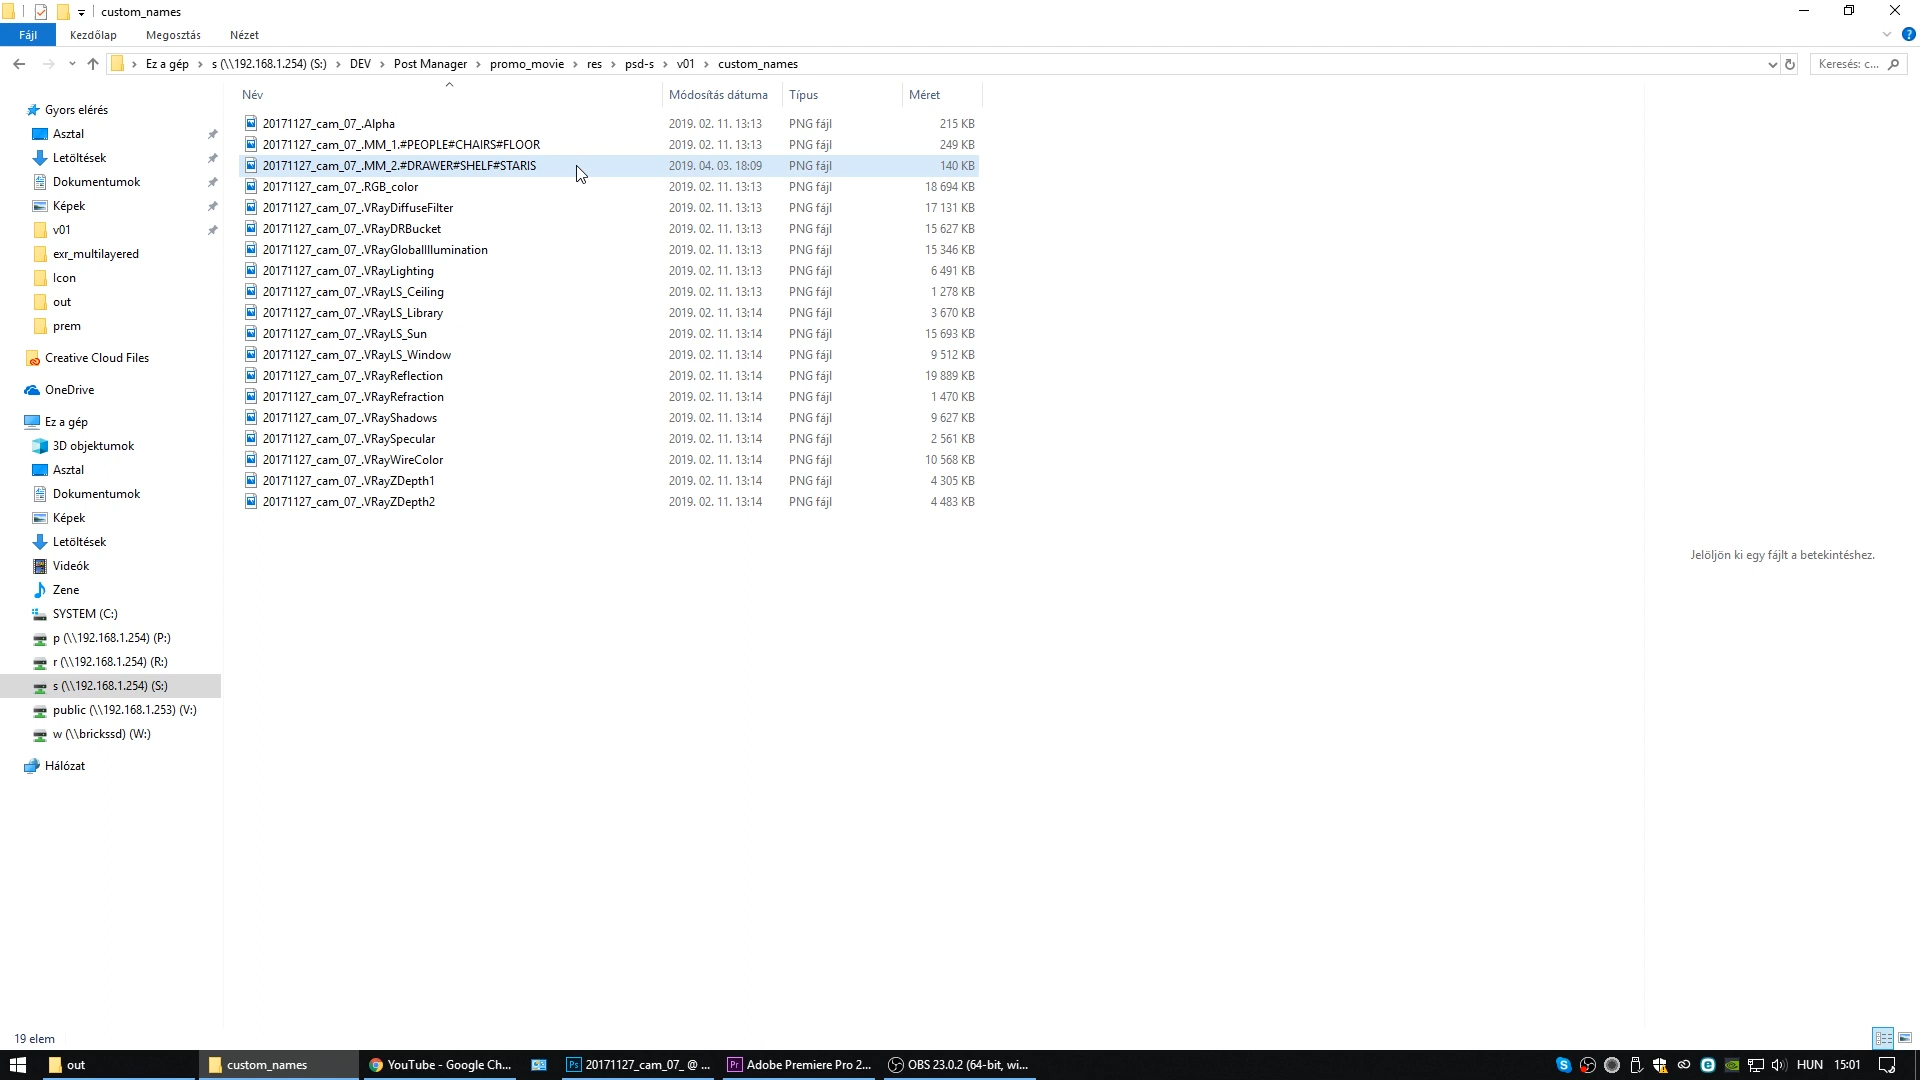 custom_names
Fájl Kezdőlap Megosztás Nézet
Ez a gép s (\\192.168.1.254) (S:) DEV Post Manager promo_movie res psd-s v01 custom_names Keresés: c...
Név Módosítás dátuma Típus Méret
20171127_cam_07_.Alpha 2019. 02. 11. 13:13 PNG fájl 215 KB
20171127_cam_07_.MM_1.#PEOPLE#CHAIRS#FLOOR 2019. 02. 11. 13:13 PNG fájl 249 KB
20171127_cam_07_.MM_2.#DRAWER#SHELF#STARIS 2019. 04. 03. 18:09 PNG fájl 140 KB
20171127_cam_07_.RGB_color 2019. 02. 11. 13:13 PNG fájl 18 694 KB
20171127_cam_07_.VRayDiffuseFilter 2019. 02. 11. 13:13 PNG fájl 17 131 KB
20171127_cam_07_.VRayDRBucket 2019. 02. 11. 13:13 PNG fájl 15 627 KB
20171127_cam_07_.VRayGlobalIllumination 2019. 02. 11. 13:13 PNG fájl 15 346 KB
20171127_cam_07_.VRayLighting 2019. 02. 11. 13:13 PNG fájl 6 491 KB
20171127_cam_07_.VRayLS_Ceiling 2019. 02. 11. 13:13 PNG fájl 1 278 KB
20171127_cam_07_.VRayLS_Library 2019. 02. 11. 13:14 PNG fájl 3 670 KB
20171127_cam_07_.VRayLS_Sun 2019. 02. 11. 13:14 PNG fájl 15 693 KB
20171127_cam_07_.VRayLS_Window 2019. 02. 11. 13:14 PNG fájl 9 512 KB
20171127_cam_07_.VRayReflection 2019. 02. 11. 13:14 PNG fájl 19 889 KB
20171127_cam_07_.VRayRefraction 2019. 02. 11. 13:14 PNG fájl 1 470 KB
20171127_cam_07_.VRayShadows 2019. 02. 11. 13:14 PNG fájl 9 627 KB
20171127_cam_07_.VRaySpecular 2019. 02. 11. 13:14 PNG fájl 2 561 KB
20171127_cam_07_.VRayWireColor 2019. 02. 11. 13:14 PNG fájl 10 568 KB
20171127_cam_07_.VRayZDepth1 2019. 02. 11. 13:14 PNG fájl 4 305 KB
20171127_cam_07_.VRayZDepth2 2019. 02. 11. 13:14 PNG fájl 4 483 KB
Gyors elérés
Asztal
Letöltések
Dokumentumok
Képek
v01
exr_multilayered
Icon
out
prem
Creative Cloud Files
OneDrive
Ez a gép
3D objektumok
Asztal
Dokumentumok
Képek
Letöltések
Videók
Zene
SYSTEM (C:)
p (\\192.168.1.254) (P:)
r (\\192.168.1.254) (R:)
s (\\192.168.1.254) (S:)
public (\\192.168.1.253) (V:)
w (\\brickssd) (W:)
Hálózat
Jelöljön ki egy fájlt a betekintéshez.
19 elem
out custom_names YouTube - Google Ch... 20171127_cam_07_ @ ... Adobe Premiere Pro 2... OBS 23.0.2 (64-bit, wi... HUN 15:01